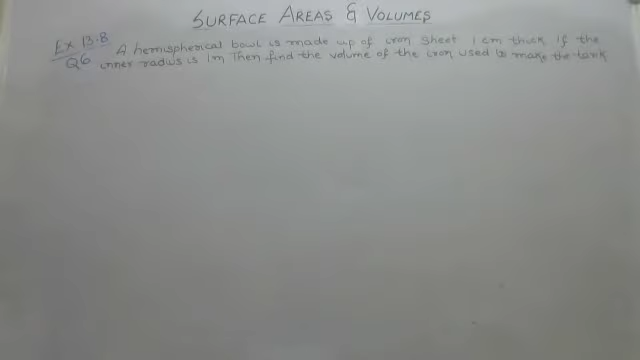 SURFACE AREAS & VOLUMES
Ex 13.8
A hemispherical bowl is made up of iron sheet 1 cm thick if the
Q6
inner radius is 1m Then find the volume of the iron used to make the tank